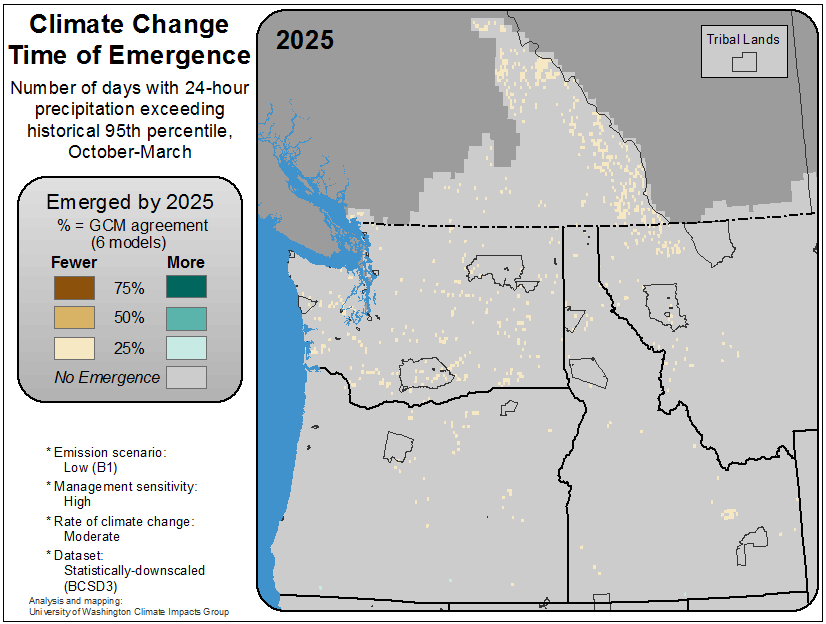 Climate Change
Time of Emergence
Number of days with 24-hour
precipitation exceeding
historical 95th percentile,
October-March
Emerged by 2025
% = GCM agreement
(6 models)
Fewer More
75%
50%
25%
No Emergence
* Emission scenario:
Low (B1)
* Management sensitivity:
High
* Rate of climate change:
Moderate
* Dataset:
Statistically-downscaled
(BCSD3)
Analysis and mapping:
University of Washington Climate Impacts Group
2025
Tribal Lands